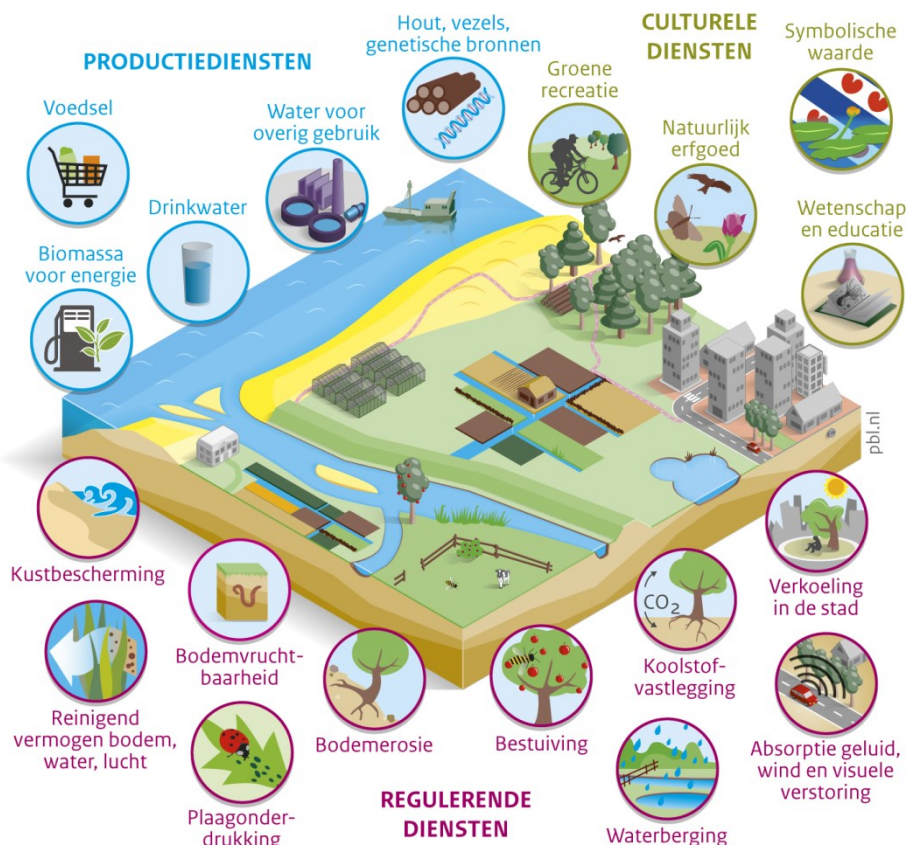 PRODUCTIEDIENSTEN
Voedsel
Drinkwater
Biomassa
voor energie
Water voor
overig gebruik
Hout, vezels,
genetische bronnen
CULTURELE
DIENSTEN
Groene
recreatie
Natuurlijk
erfgoed
Symbolische
waarde
Wetenschap
en educatie
pbl.nl
Kustbescherming
Reinigend
vermogen bodem,
water, lucht
Bodemvrucht-
baarheid
Plaagonder-
drukking
Bodemerosie
Bestuiving
CO2
Koolstof-
vastlegging
Waterberging
Verkoeling
in de stad
Absorptie geluid,
wind en visuele
verstoring
REGULERENDE
DIENSTEN